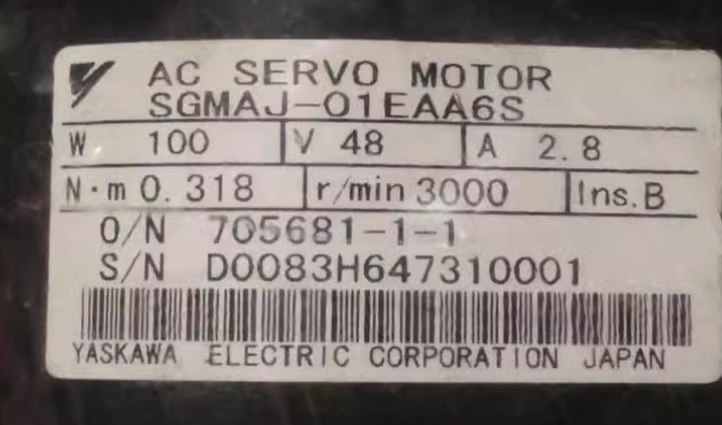 AC SERVO MOTOR
SGMAJ-01EAA6S
W 100 V 48 A 2.8
N·m 0.318 r/min 3000 Ins.B
O/N 705681-1-1
S/N D0083H647310001
YASKAWA ELECTRIC CORPORATION JAPAN